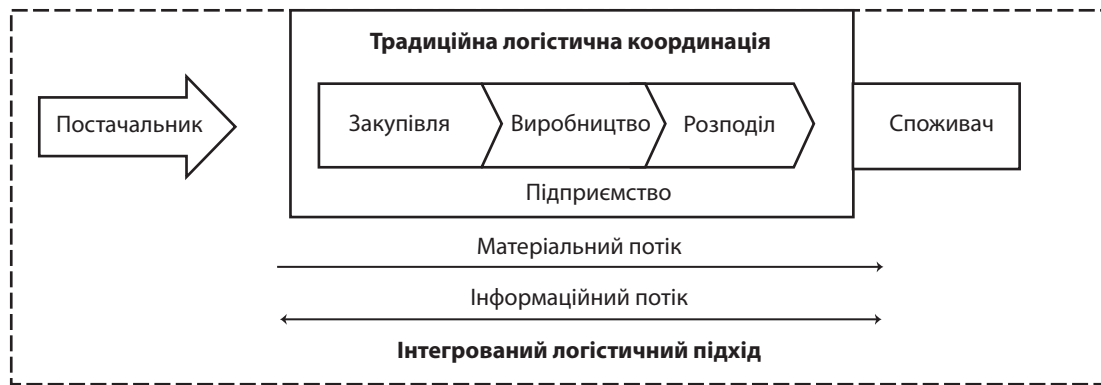 Традиційна логістична координація
Постачальник
Закупівля
Виробництво
Розподіл
Споживач
Підприємство
Матеріальний потік
Інформаційний потік
Інтегрований логістичний підхід